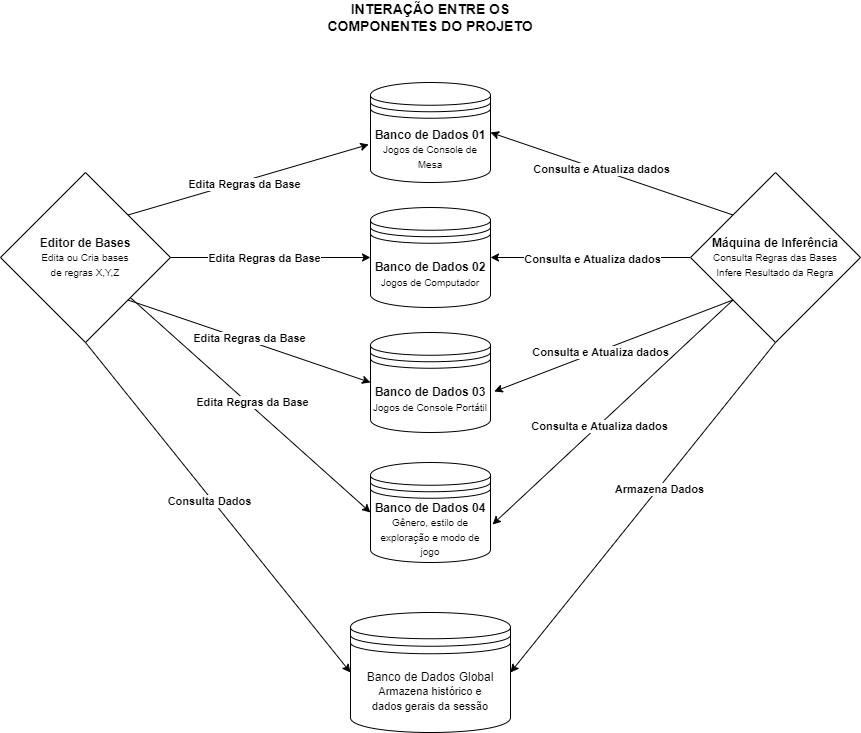 INTERAÇÃO ENTRE OS
COMPONENTES DO PROJETO
Banco de Dados 01
Jogos de Console de
Mesa
Consulta e Atualiza dados
Edita Regras da Base
Editor de Bases
Edita ou Cria bases
de regras X,Y,Z
Edita Regras da Base
Banco de Dados 02
Jogos de Computador
Consulta e Atualiza dados
Máquina de Inferência
Consulta Regras das Bases
Infere Resultado da Regra
Edita Regras da Base
Consulta e Atualiza dados
Banco de Dados 03
Jogos de Console Portátil
Edita Regras da Base
Consulta e Atualiza dados
Consulta Dados
Banco de Dados 04
Gênero, estilo de
exploração e modo de
jogo
Armazena Dados
Banco de Dados Global
Armazena histórico e
dados gerais da sessão